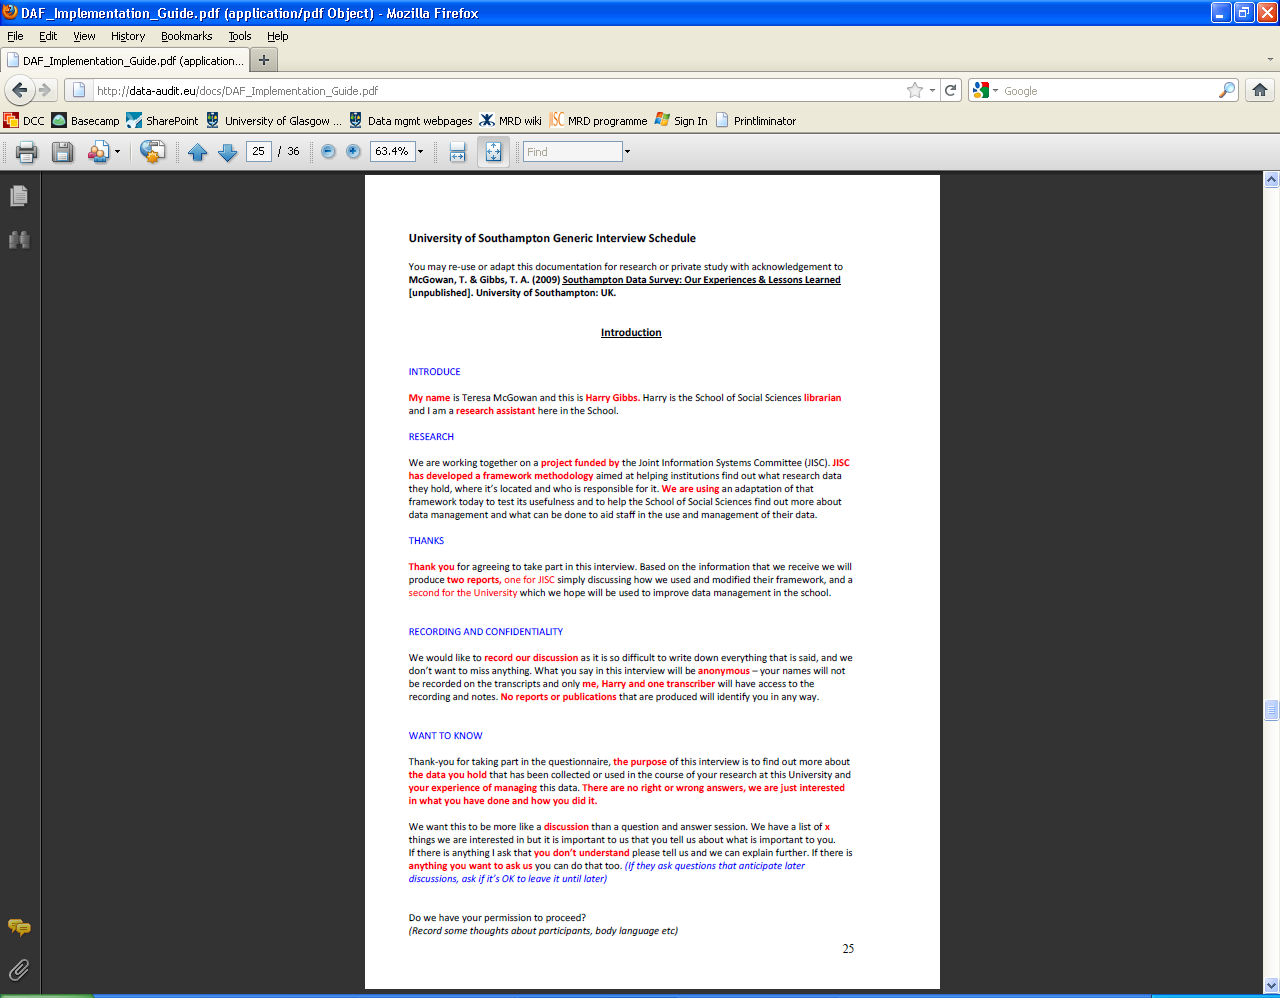 DAF_Implementation_Guide.pdf (application/pdf Object) - Mozilla Firefox
File Edit View History Bookmarks Tools Help
DAF_Implementation_Guide.pdf (application...
http://data-audit.eu/docs/DAF_Implementation_Guide.pdf
Google
DCC Basecamp SharePoint University of Glasgow ... Data mgmt webpages MRD wiki JISC MRD programme Sign In Printliminator
25 / 36 63.4% Find
University of Southampton Generic Interview Schedule
You may re-use or adapt this documentation for research or private study with acknowledgement to
McGowan, T. & Gibbs, T. A. (2009) Southampton Data Survey: Our Experiences & Lessons Learned
[unpublished]. University of Southampton: UK.
Introduction
INTRODUCE
My name is Teresa McGowan and this is Harry Gibbs. Harry is the School of Social Sciences librarian
and I am a research assistant here in the School.
RESEARCH
We are working together on a project funded by the Joint Information Systems Committee (JISC). JISC
has developed a framework methodology aimed at helping institutions find out what research data
they hold, where it's located and who is responsible for it. We are using an adaptation of that
framework today to test its usefulness and to help the School of Social Sciences find out more about
data management and what can be done to aid staff in the use and management of their data.
THANKS
Thank you for agreeing to take part in this interview. Based on the information that we receive we will
produce two reports, one for JISC simply discussing how we used and modified their framework, and a
second for the University which we hope will be used to improve data management in the school.
RECORDING AND CONFIDENTIALITY
We would like to record our discussion as it is so difficult to write down everything that is said, and we
don't want to miss anything. What you say in this interview will be anonymous – your names will not
be recorded on the transcripts and only me, Harry and one transcriber will have access to the
recording and notes. No reports or publications that are produced will identify you in any way.
WANT TO KNOW
Thank-you for taking part in the questionnaire, the purpose of this interview is to find out more about
the data you hold that has been collected or used in the course of your research at this University and
your experience of managing this data. There are no right or wrong answers, we are just interested
in what you have done and how you did it.
We want this to be more like a discussion than a question and answer session. We have a list of x
things we are interested in but it is important to us that you tell us about what is important to you.
If there is anything I ask that you don't understand please tell us and we can explain further. If there is
anything you want to ask us you can do that too. (If they ask questions that anticipate later
discussions, ask if it's OK to leave it until later)
Do we have your permission to proceed?
(Record some thoughts about participants, body language etc)
25